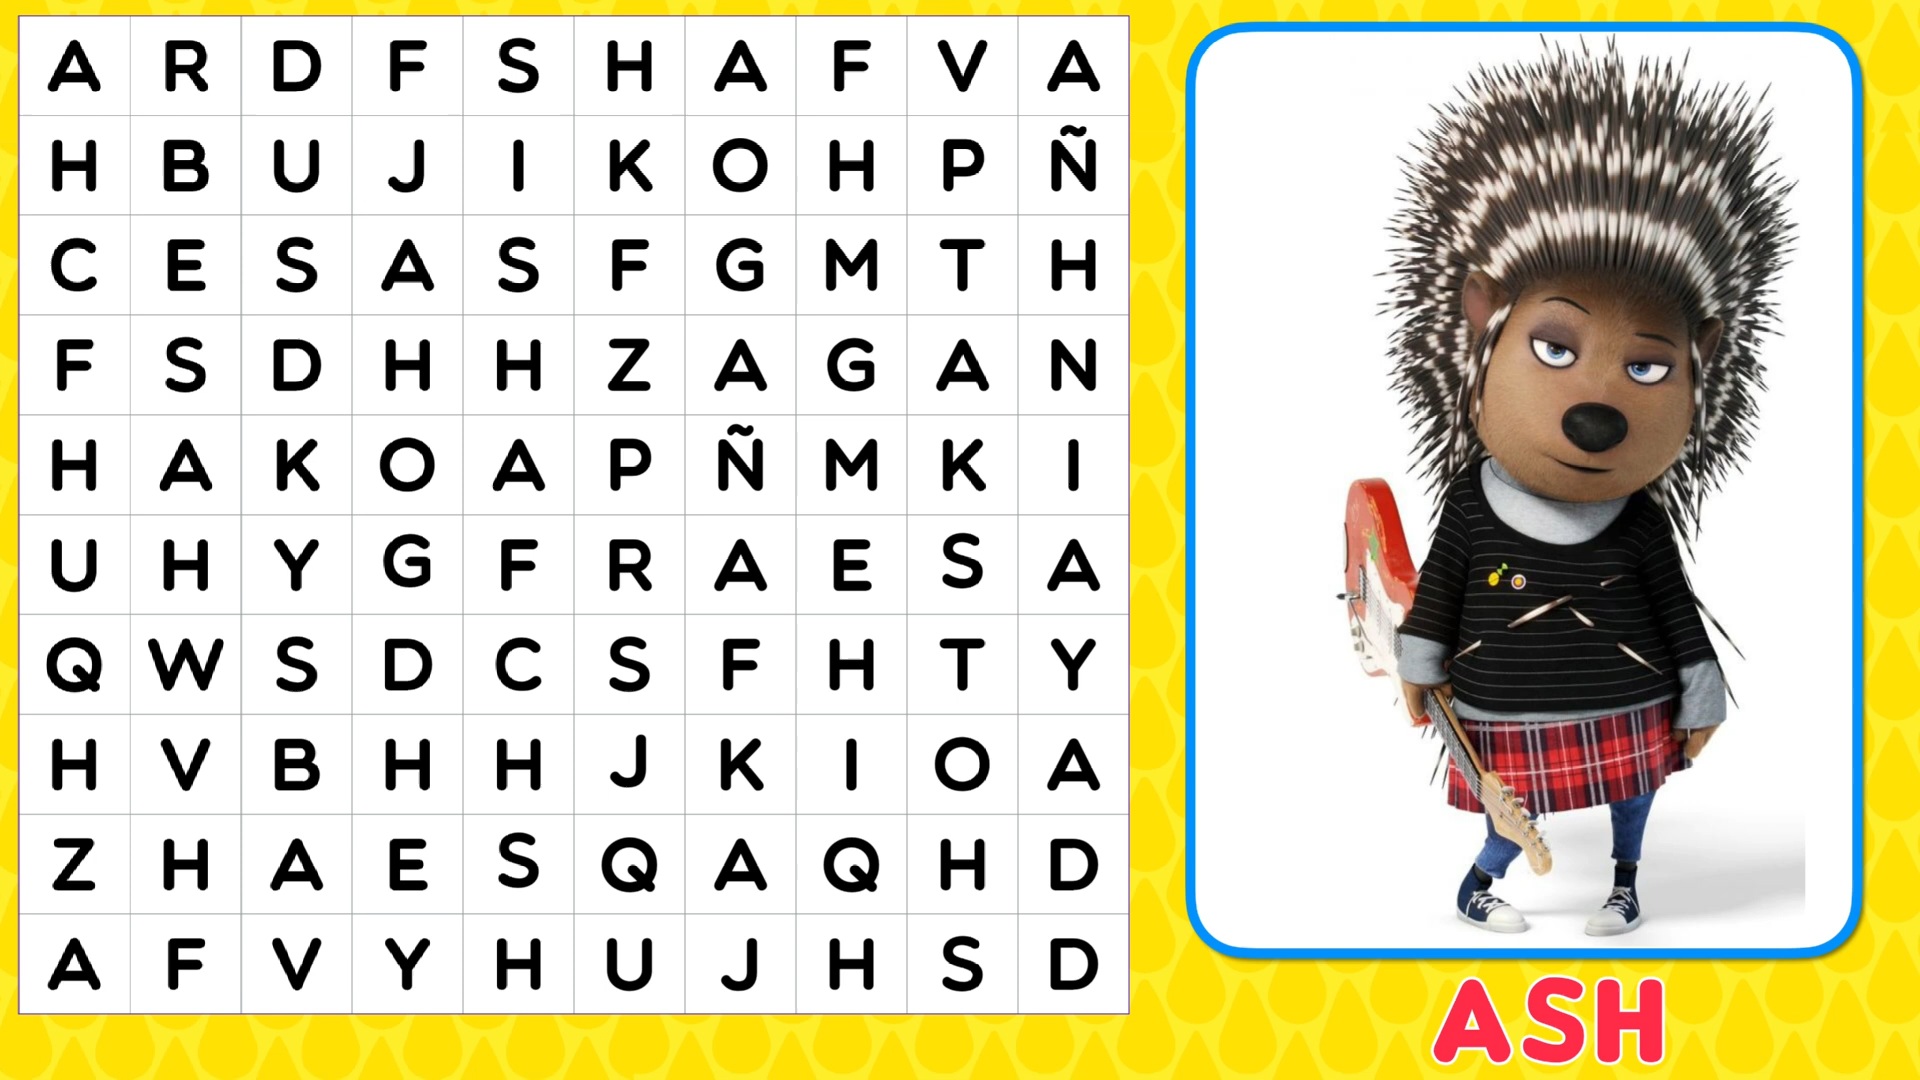 A R D F S H A F V A
H B U J I K O H P Ñ
C E S A S F G M T H
F S D H H Z A G A N
H A K O A P Ñ M K I
U H Y G F R A E S A
Q W S D C S F H T Y
H V B H H J K I O A
Z H A E S Q A Q H D
A F V Y H U J H S D
ASH